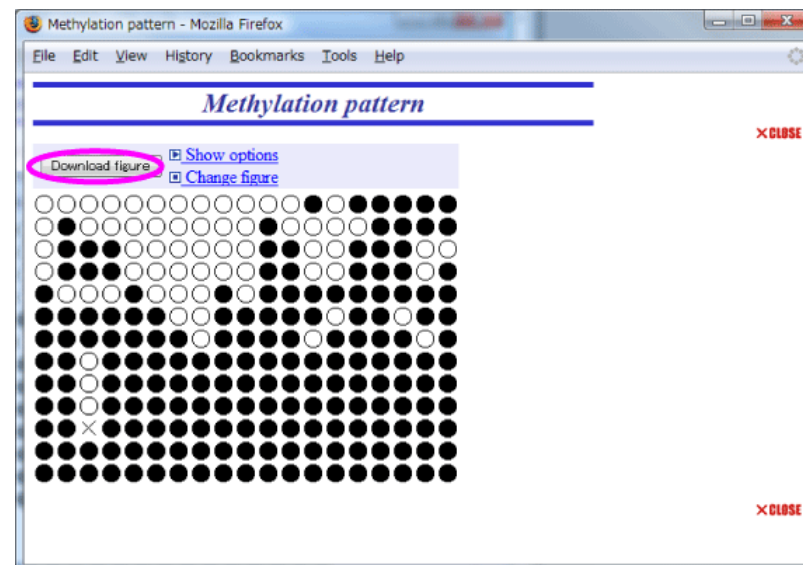 Methylation pattern - Mozilla Firefox
File Edit View History Bookmarks Tools Help
Methylation pattern
×CLOSE
Download figure
Show options
Change figure
×CLOSE